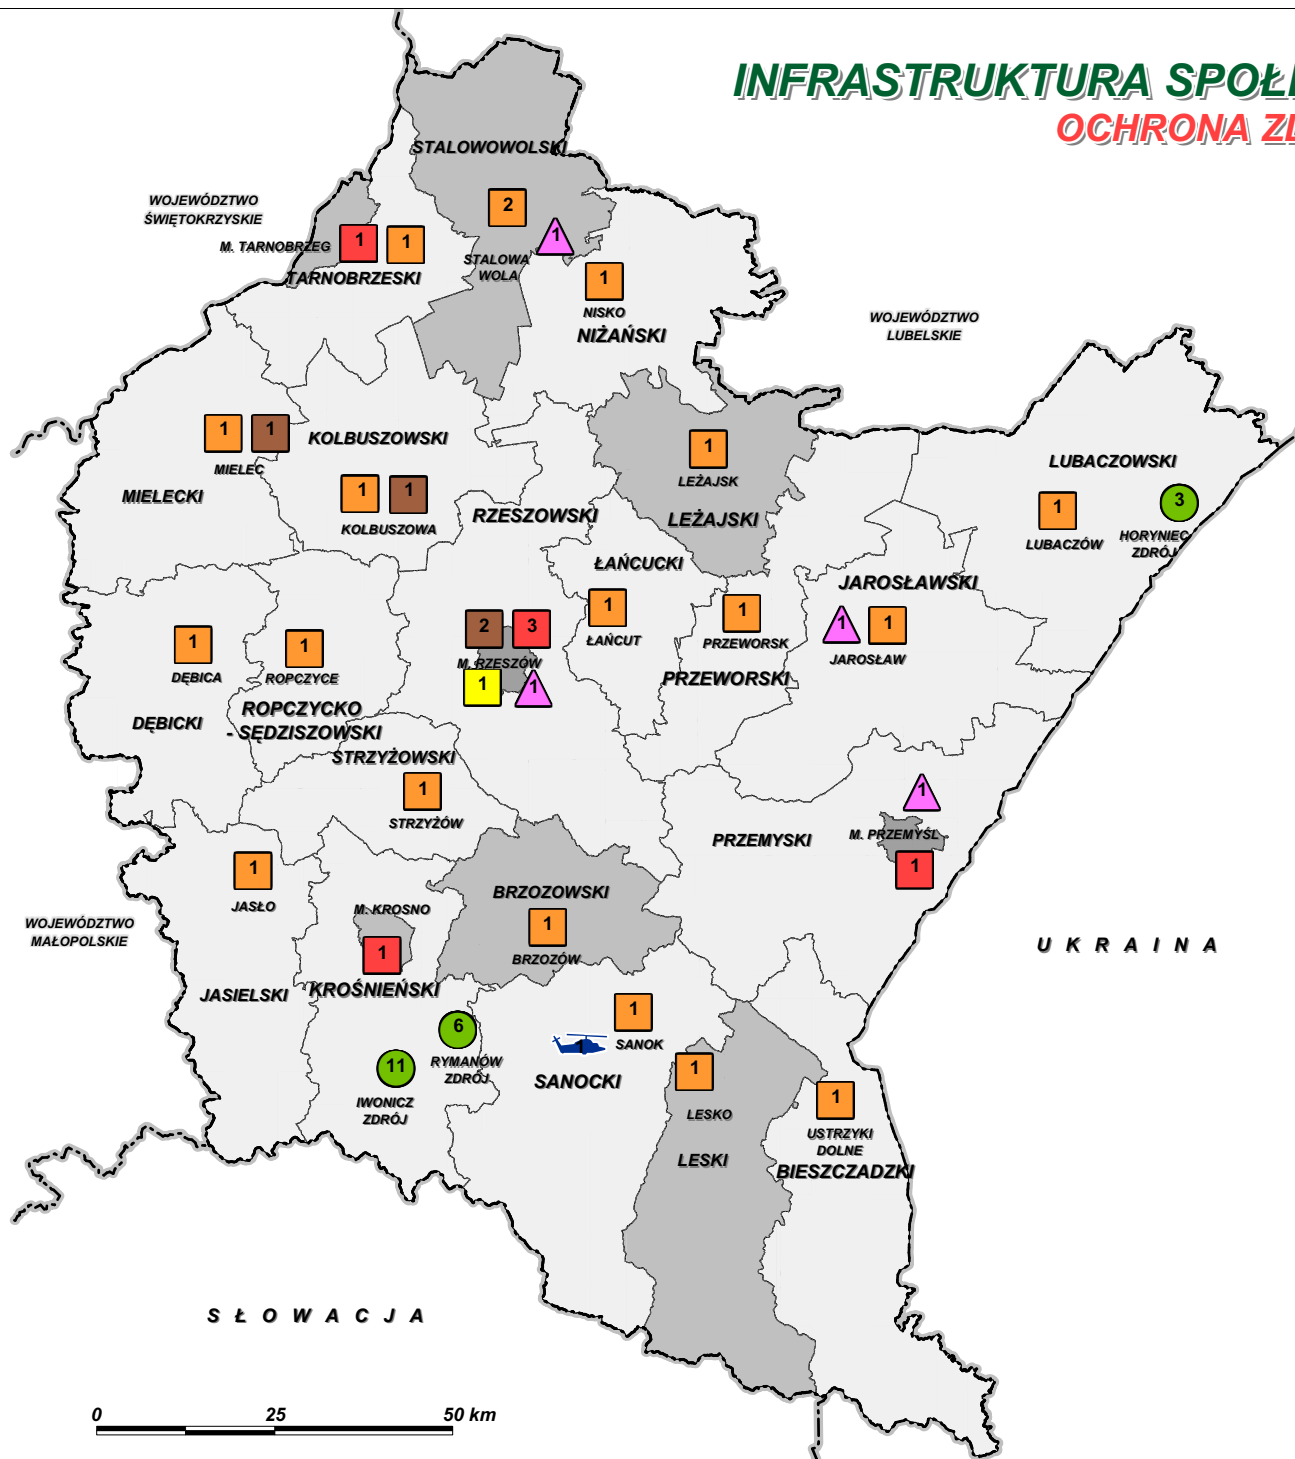 INFRASTRUKTURA SPOŁE
OCHRONA ZD
STALOWOWOLSKI
WOJEWÓDZTWO
ŚWIĘTOKRZYSKIE
2
M. TARNOBRZEG
1
1
1
STALOWA
WOLA
TARNOBRZESKI
1
NISKO
NIŻAŃSKI
WOJEWÓDZTWO
LUBELSKIE
1
1
MIELEC
KOLBUSZOWSKI
1
LEŻAJSK
LUBACZOWSKI
MIELECKI
1
1
KOLBUSZOWA
RZESZOWSKI
LEŻAJSKI
1
LUBACZÓW
3
HORYNIEC
ZDRÓJ
ŁAŃCUCKI
JAROSŁAWSKI
1
ŁAŃCUT
1
PRZEWORSK
1
1
JAROSŁAW
2
3
M. RZESZÓW
1
1
1
DĘBICA
1
ROPCZYCE
PRZEWORSKI
DĘBICKI
ROPCZYCKO
- SĘDZISZOWSKI
STRZYŻOWSKI
1
STRZYŻÓW
1
M. PRZEMYŚL
1
PRZEMYSKI
1
JASŁO
BRZOZOWSKI
1
BRZOZÓW
M. KROSNO
1
WOJEWÓDZTWO
MAŁOPOLSKIE
UKRAINA
JASIELSKI
KROŚNIEŃSKI
6
RYMANÓW
ZDRÓJ
11
IWONICZ
ZDRÓJ
1
SANOK
1
SANOCKI
1
LESKO
1
USTRZYKI
DOLNE
LESKI
BIESZCZADZKI
SŁOWACJA
0 25 50 km